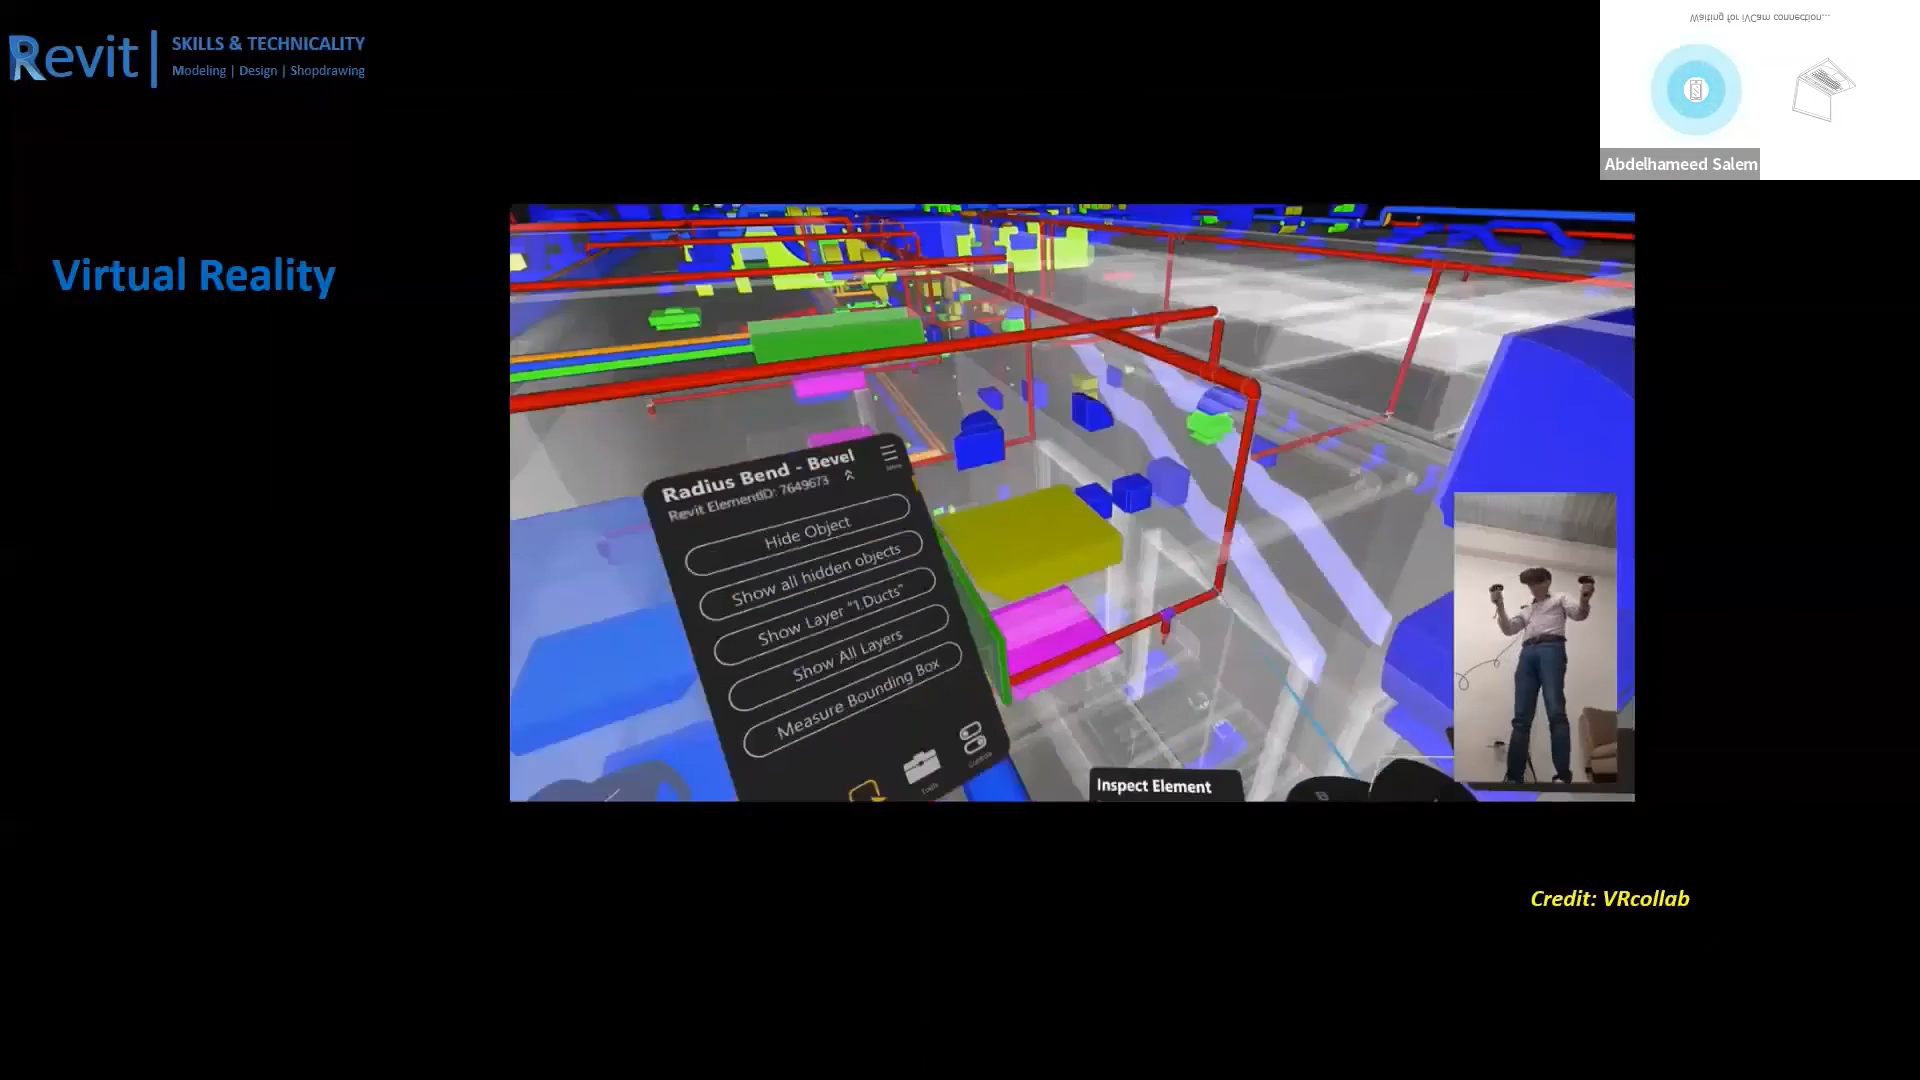 Revit
SKILLS & TECHNICALITY
Modeling | Design | Shopdrawing
Waiting for iVCam connection...
Abdelhameed Salem
Virtual Reality
Radius Bend - Bevel
Revit ElementID: 7649673
Menu
Hide Object
Show all hidden objects
Show Layer "1.Ducts"
Show All Layers
Measure Bounding Box
Tools
Controls
Inspect Element
Credit: VRcollab